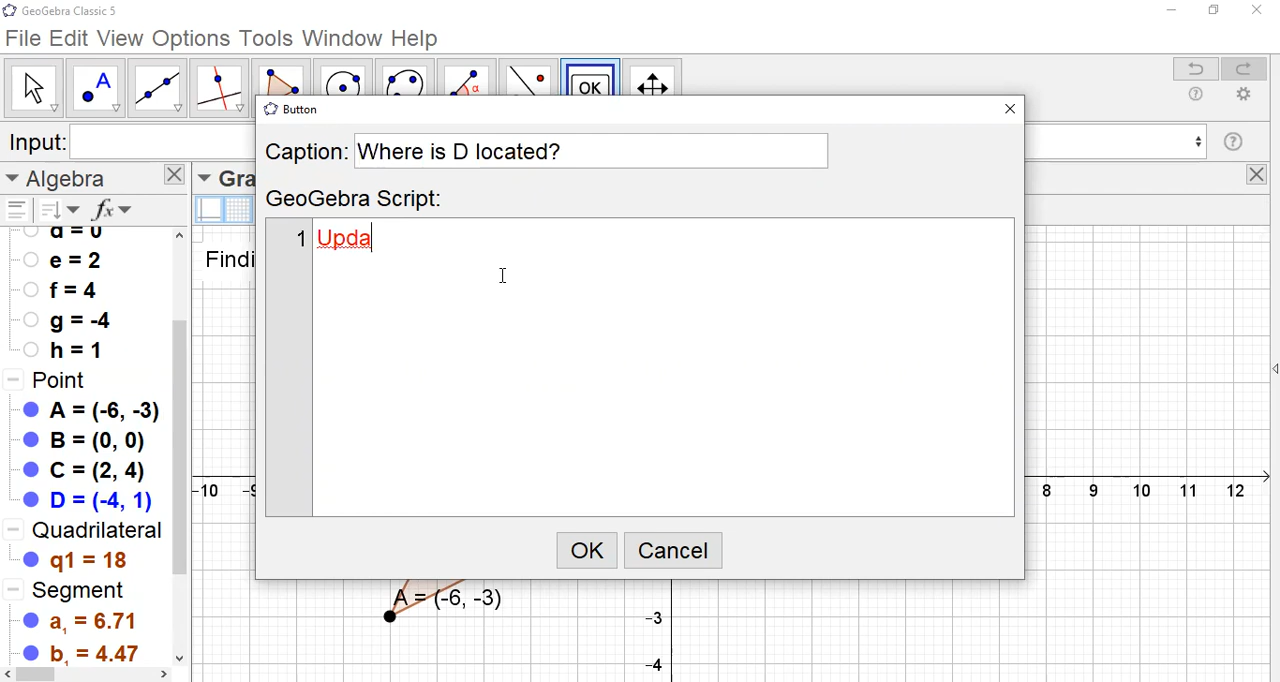 GeoGebra Classic 5
File Edit View Options Tools Window Help
A
α
OK
Button
Input:
Caption: Where is D located?
Algebra
Gra
GeoGebra Script:
fx
1 Upda
d = 0
Findi
e = 2
f = 4
g = -4
h = 1
Point
A = (-6, -3)
B = (0, 0)
C = (2, 4)
D = (-4, 1)
-10 8 9 10 11 12
Quadrilateral
q1 = 18
OK Cancel
Segment
A = (-6, -3)
a₁ = 6.71
-3
b₁ = 4.47
-4